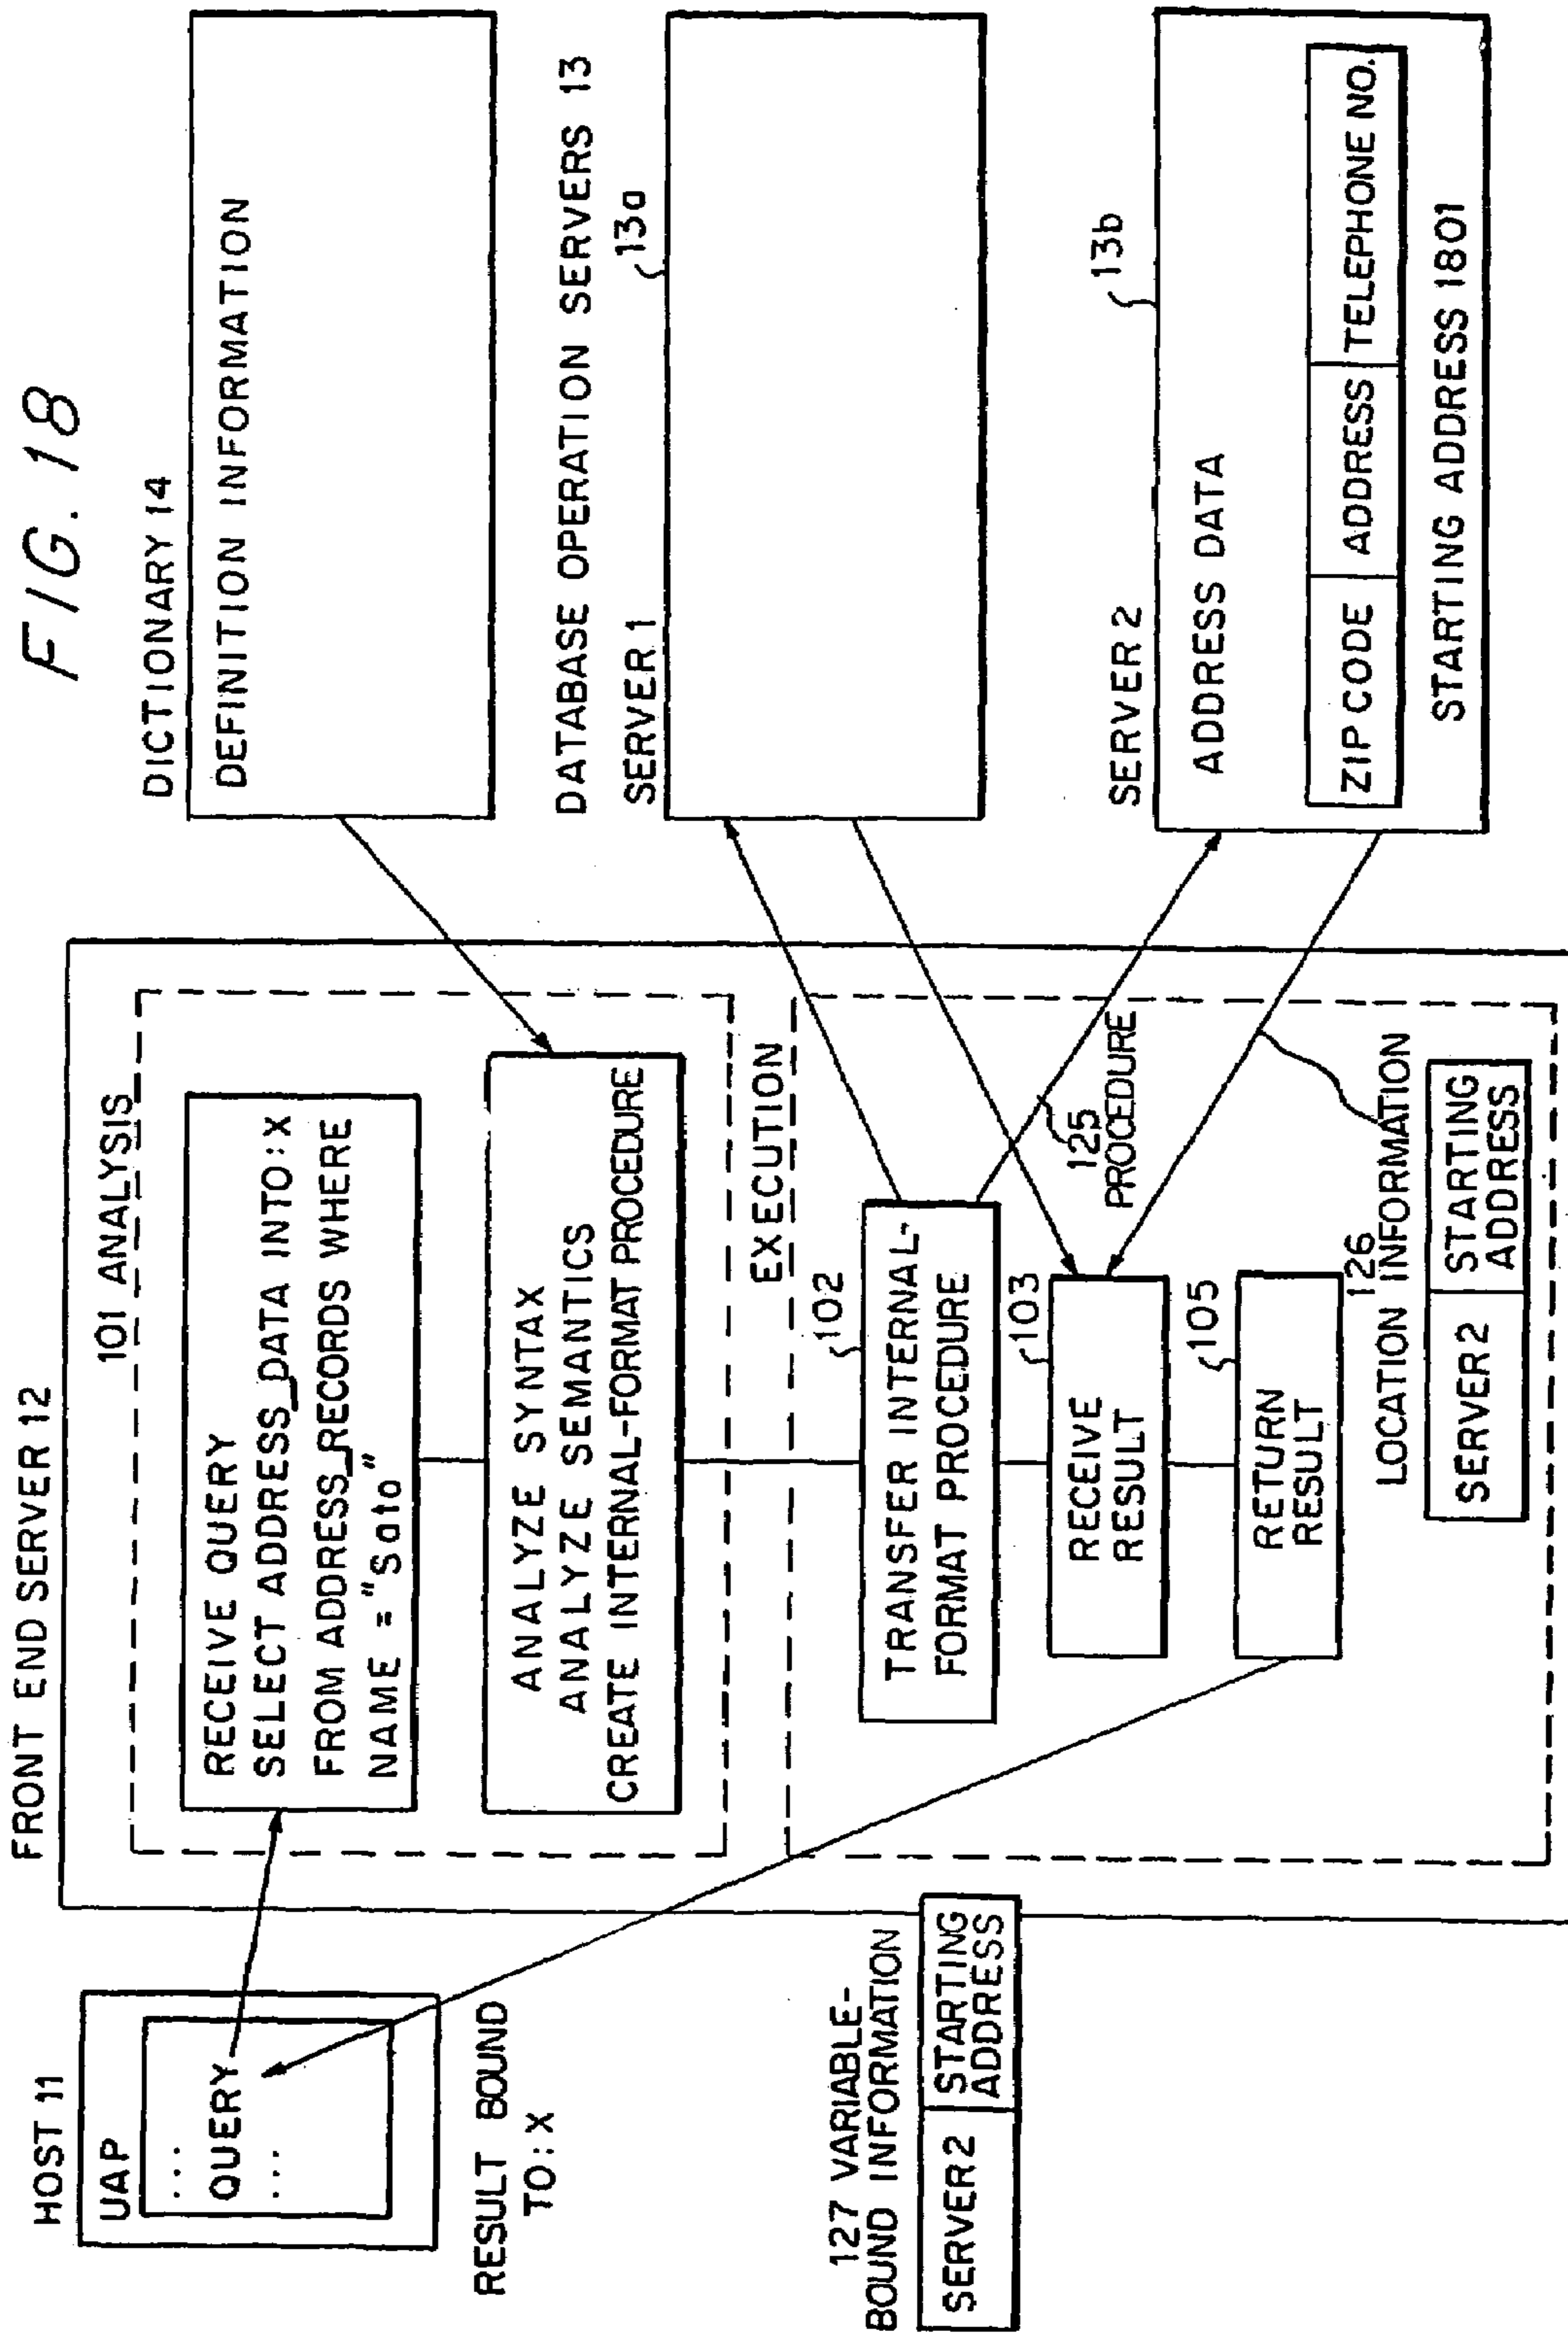 FIG. 18
HOST 11
UAP
...
QUERY
...
RESULT BOUND
TO:X
127 VARIABLE-
BOUND INFORMATION
SERVER2
STARTING
ADDRESS
FRONT END SERVER 12
101 ANALYSIS
RECEIVE QUERY
SELECT ADDRESS_DATA INTO:X
FROM ADDRESS_RECORDS WHERE
NAME = "Sato"
ANALYZE SYNTAX
ANALYZE SEMANTICS
CREATE INTERNAL-FORMAT PROCEDURE
EXECUTION
102
TRANSFER INTERNAL-
FORMAT PROCEDURE
103
RECEIVE
RESULT
105
RETURN
RESULT
125
PROCEDURE
126
LOCATION INFORMATION
SERVER2
STARTING
ADDRESS
DICTIONARY 14
DEFINITION INFORMATION
DATABASE OPERATION SERVERS 13
SERVER 1
13a
SERVER 2
13b
ADDRESS DATA
ZIP CODE
ADDRESS
TELEPHONE NO.
STARTING ADDRESS 1801